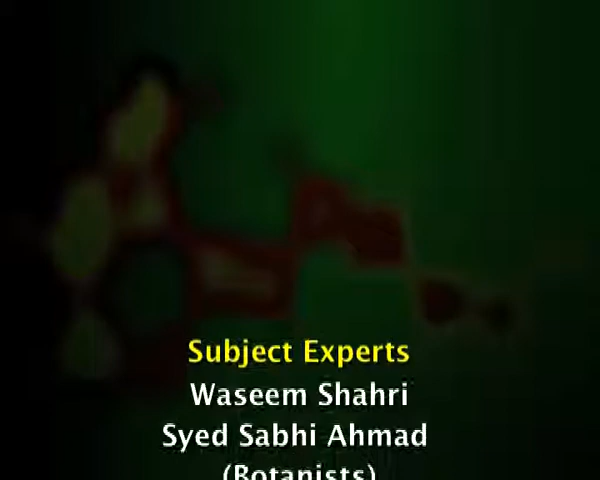 Subject Experts
Waseem Shahri
Syed Sabhi Ahmad
(Botanists)